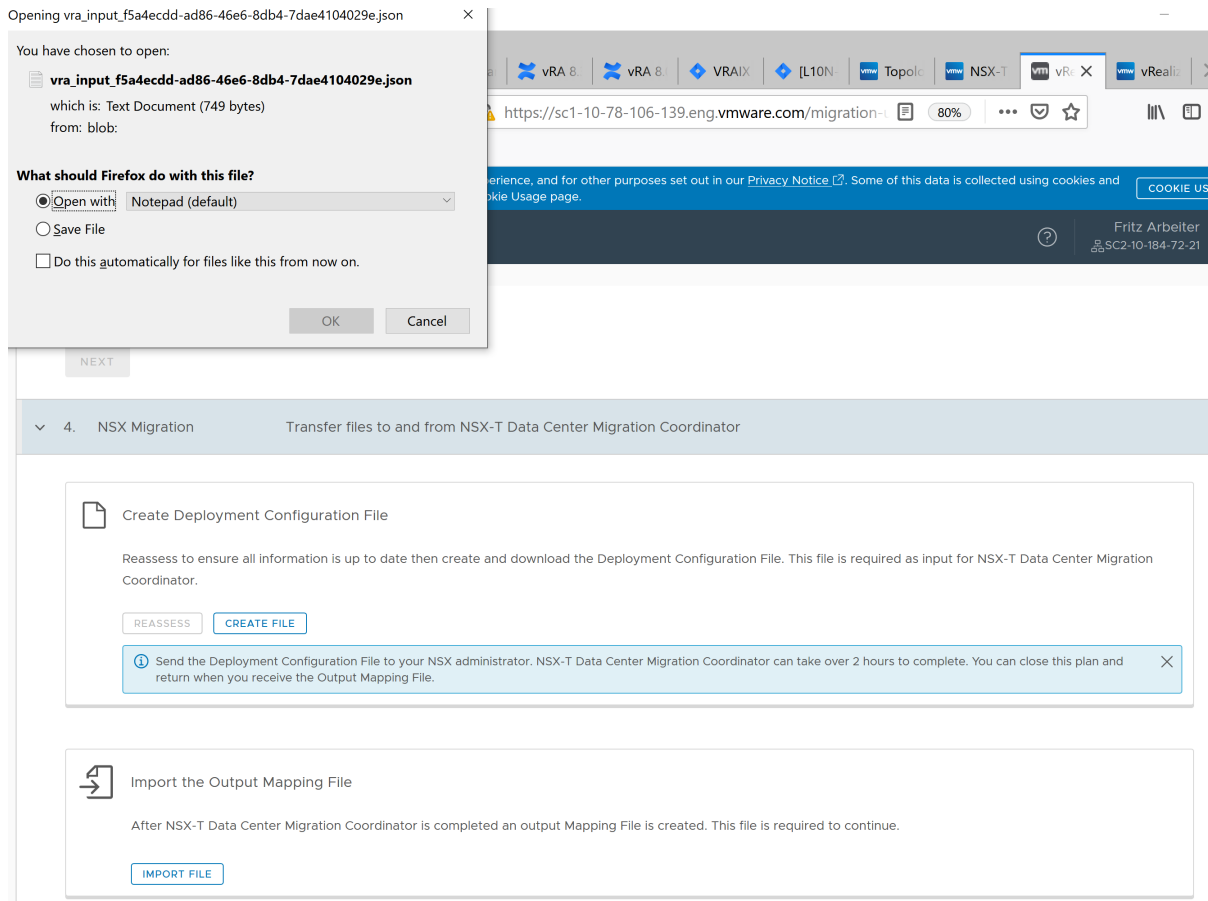 Opening vra_input_f5a4ecdd-ad86-46e6-8db4-7dae4104029e.json
You have chosen to open:
vra_input_f5a4ecdd-ad86-46e6-8db4-7dae4104029e.json
which is: Text Document (749 bytes)
from: blob:
What should Firefox do with this file?
Open with Notepad (default)
Save File
Do this automatically for files like this from now on.
OK Cancel
vRA 8. vRA 8. VRAIX [L10N- vmw Topolo vmw NSX-T vm vRe vmw vRealiz
https://sc1-10-78-106-139.eng.vmware.com/migration-u 80%
erience, and for other purposes set out in our Privacy Notice. Some of this data is collected using cookies and
okie Usage page.
COOKIE US
Fritz Arbeiter
SC2-10-184-72-21
NEXT
4. NSX Migration Transfer files to and from NSX-T Data Center Migration Coordinator
Create Deployment Configuration File
Reassess to ensure all information is up to date then create and download the Deployment Configuration File. This file is required as input for NSX-T Data Center Migration
Coordinator.
REASSESS CREATE FILE
Send the Deployment Configuration File to your NSX administrator. NSX-T Data Center Migration Coordinator can take over 2 hours to complete. You can close this plan and
return when you receive the Output Mapping File.
Import the Output Mapping File
After NSX-T Data Center Migration Coordinator is completed an output Mapping File is created. This file is required to continue.
IMPORT FILE